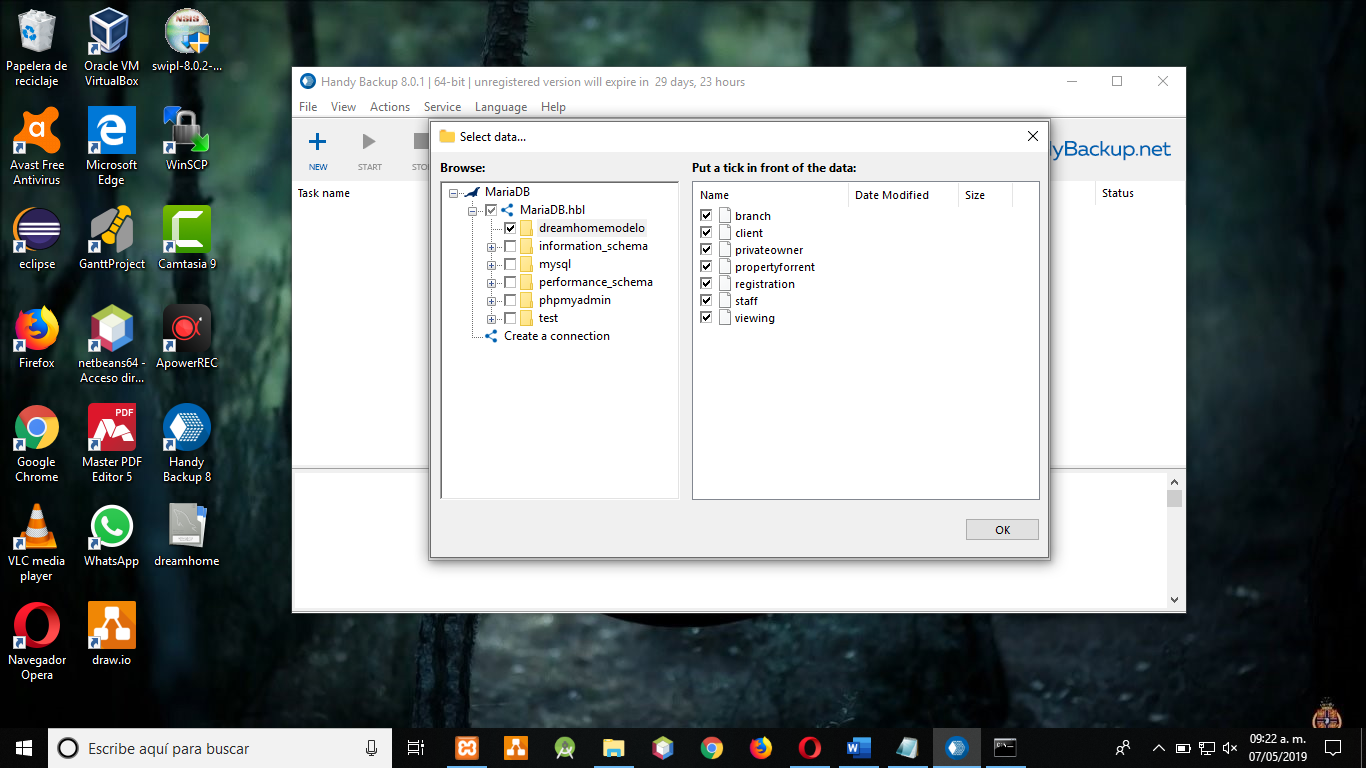 Papelera de
reciclaje
Oracle VM
VirtualBox
NSIS
swipl-8.0.2-...
Avast Free
Antivirus
Microsoft
Edge
WinSCP
eclipse
GanttProject
Camtasia 9
Firefox
netbeans64 -
Acceso dir...
ApowerREC
Google
Chrome
PDF
Master PDF
Editor 5
Handy
Backup 8
VLC media
player
WhatsApp
dreamhome
Navegador
Opera
draw.io
Handy Backup 8.0.1 | 64-bit | unregistered version will expire in 29 days, 23 hours
File View Actions Service Language Help
NEW
START
STO
yBackup.net
Task name
Status
Select data...
Browse:
MariaDB
MariaDB.hbl
dreamhomemodelo
information_schema
mysql
performance_schema
phpmyadmin
test
Create a connection
Put a tick in front of the data:
Name Date Modified Size
branch
client
privateowner
propertyforrent
registration
staff
viewing
OK
Escribe aquí para buscar
09:22 a. m.
07/05/2019